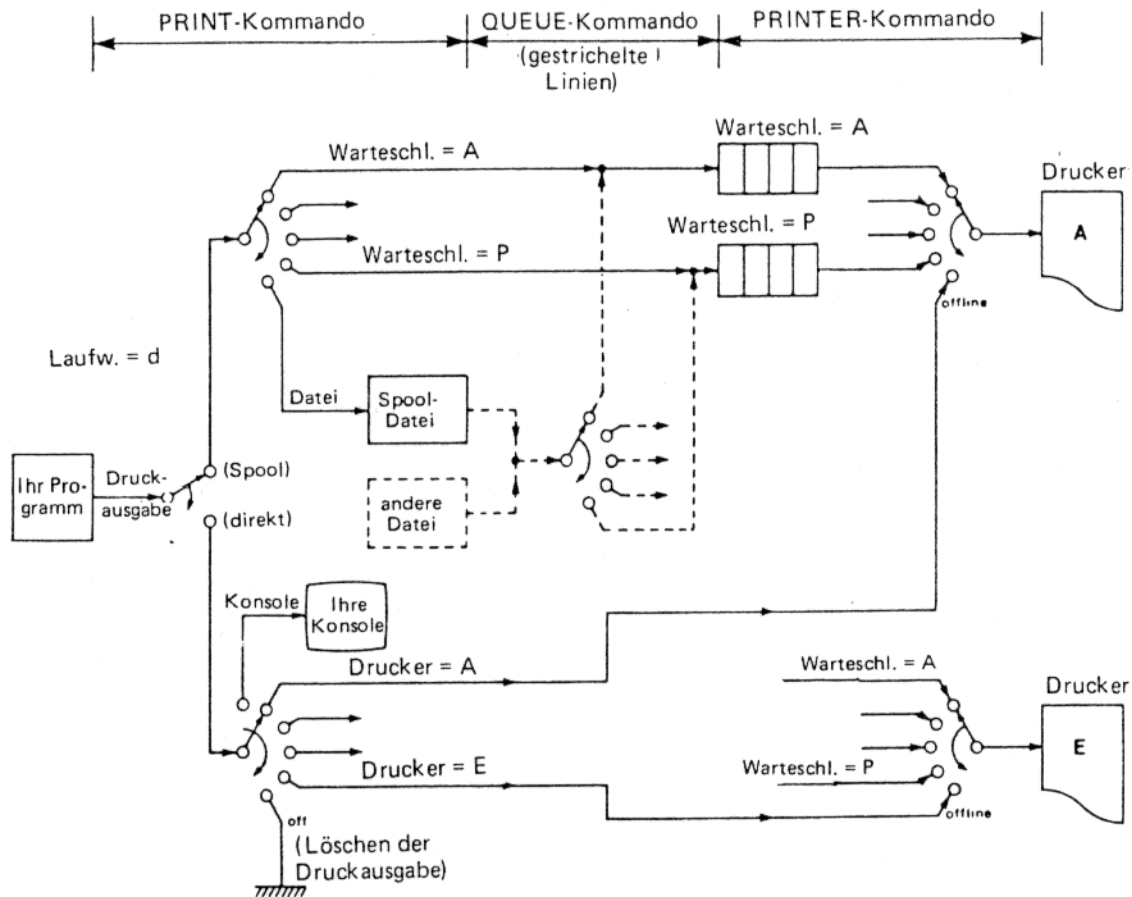 PRINT-Kommando
QUEUE-Kommando
PRINTER-Kommando
(gestrichelte
Linien)
Warteschl. = A
Warteschl. = A
Drucker
A
Warteschl. = P
Warteschl. = P
offline
Laufw. = d
Datei
Spool-
Datei
Ihr Pro-
gramm
Druck-
ausgabe
(Spool)
(direkt)
andere
Datei
Konsole
Ihre
Konsole
Drucker = A
Warteschl. = A
Drucker
E
Drucker = E
Warteschl. = P
offline
off
(Löschen der
Druckausgabe)